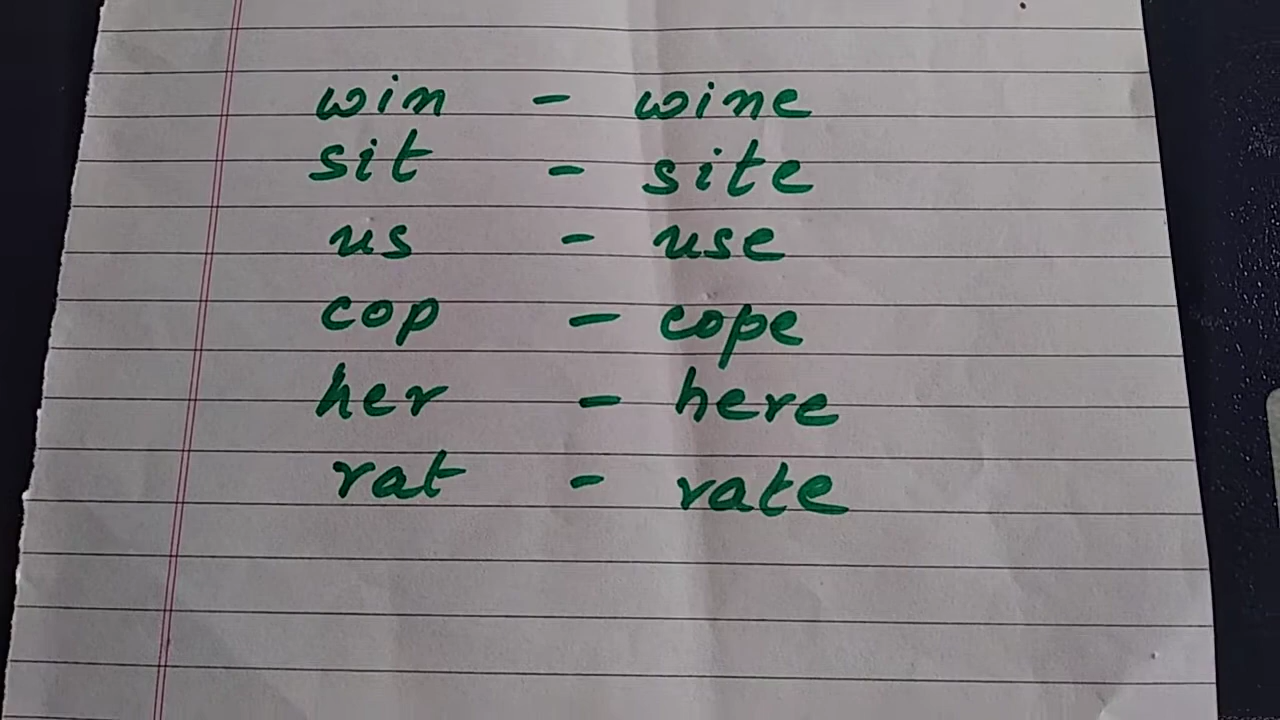 win - wine
sit - site
us - use
cop - cope
her - here
rat - rate